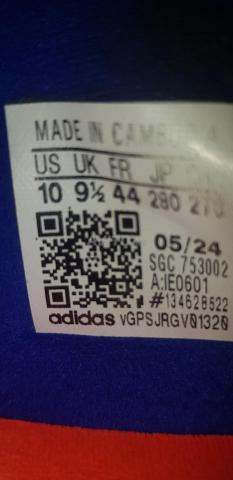 MADE IN CAMBODIA
US UK FR JP
10 9½ 44 280 270
05/24
SGC 753002
A:IE0601
#134628522
adidas vGPSJRGV01320